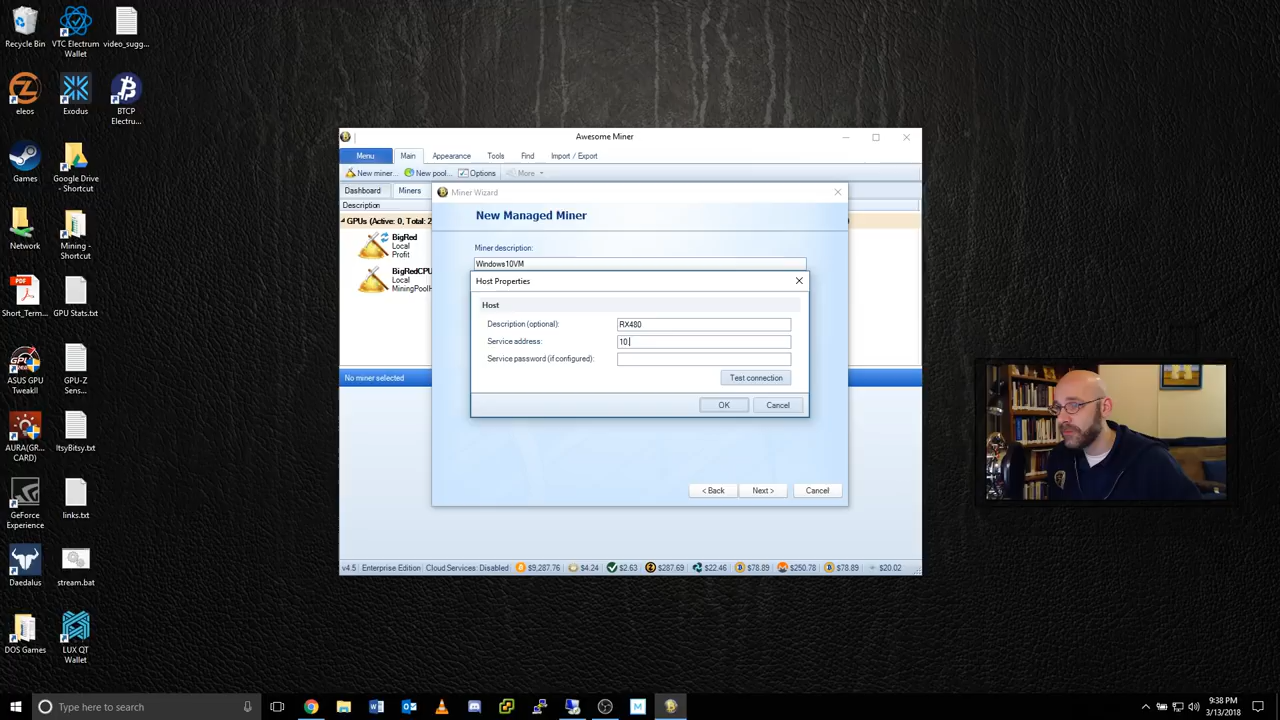 Recycle Bin
VTC Electrum
Wallet
video_sugg...
eleos
Exodus
BTCP
Electru...
Games
Google Drive
- Shortcut
Network
Mining -
Shortcut
PDF
Short_Term...
GPU Stats.txt
ASUS GPU
TweakII
GPU-Z
Sens...
AURA(GR...
CARD)
ItsyBitsy.txt
GeForce
Experience
links.txt
Daedalus
stream.bat
DOS Games
LUX QT
Wallet
Awesome Miner
Menu
Main
Appearance
Tools
Find
Import / Export
New miner...
New pool...
Options
More
Dashboard
Miners
Description
GPUs (Active: 0, Total: 2
BigRed
Local
Profit
BigRedCPU
Local
MiningPoolH
No miner selected
Miner Wizard
New Managed Miner
Miner description:
Windows10VM
Host Properties
Host
Description (optional):
RX480
Service address:
10.
Service password (if configured):
Test connection
OK
Cancel
< Back
Next >
Cancel
v4.5
Enterprise Edition
Cloud Services: Disabled
$9,287.76
$4.24
$2.63
$287.69
$22.46
$78.89
$250.78
$78.89
$20.02
Type here to search
9:38 PM
3/13/2018